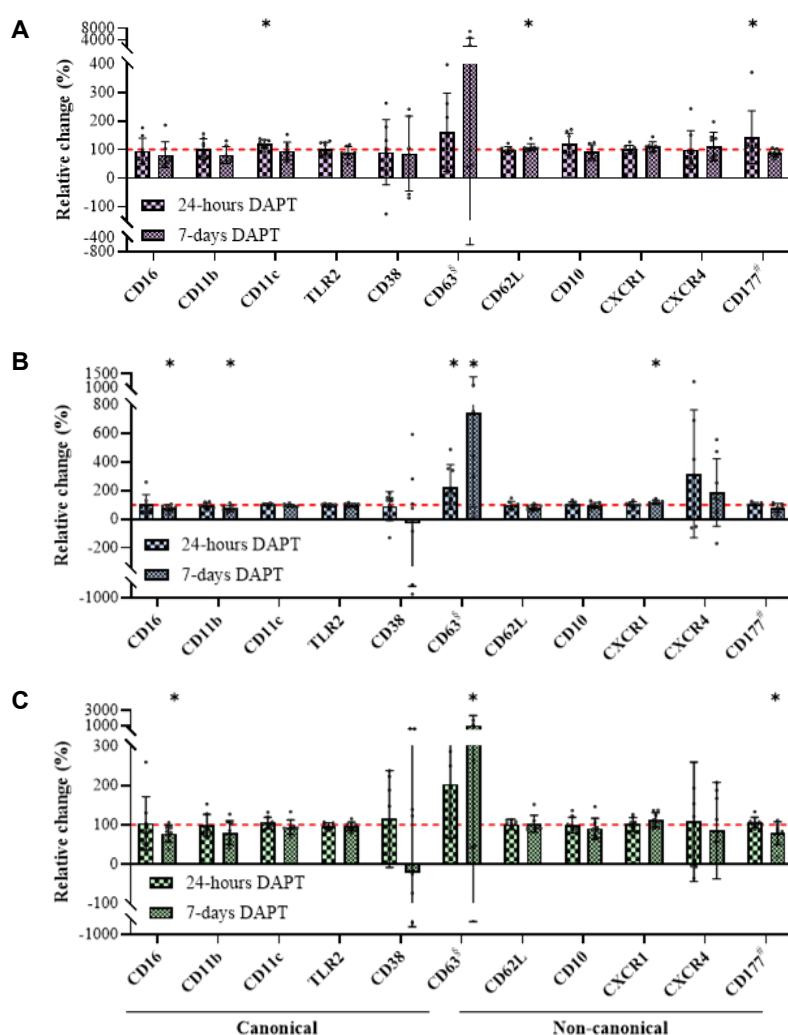 A
*
*
*
8000
4000
400
300
200
100
0
-100
-400
-800
Relative change (%)
24-hours DAPT
7-days DAPT
CD16
CD11b
CD11c
TLR2
CD38
CD63§
CD62L
CD10
CXCR1
CXCR4
CD177#
B
*
*
*
*
*
1500
1000
800
600
400
200
0
-200
-1000
Relative change (%)
24-hours DAPT
7-days DAPT
CD16
CD11b
CD11c
TLR2
CD38
CD63§
CD62L
CD10
CXCR1
CXCR4
CD177#
C
*
*
*
3000
1000
300
200
100
0
-100
-1000
Relative change (%)
24-hours DAPT
7-days DAPT
CD16
CD11b
CD11c
TLR2
CD38
CD63§
CD62L
CD10
CXCR1
CXCR4
CD177#
Canonical
Non-canonical